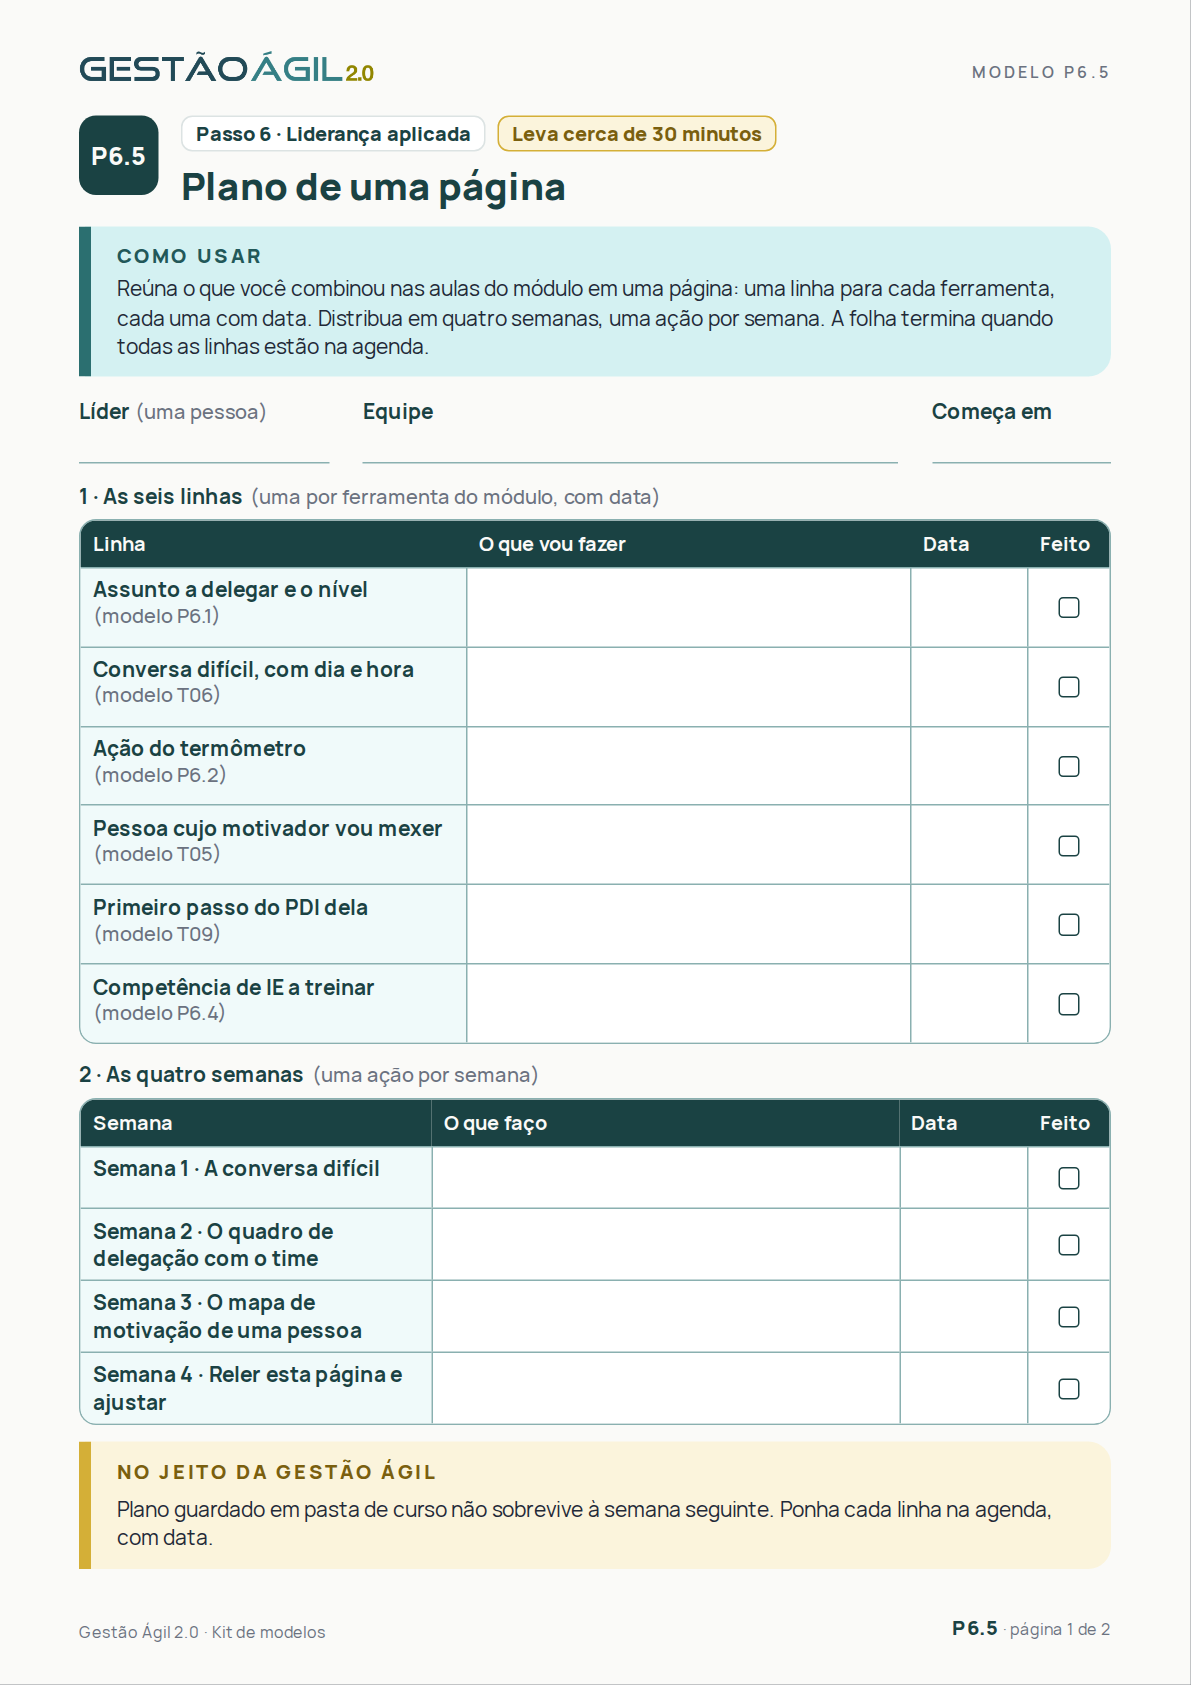 GESTÃOÁGIL2.0
MODELO P6.5
P6.5
Passo 6 · Liderança aplicada
Leva cerca de 30 minutos
Plano de uma página
COMO USAR
Reúna o que você combinou nas aulas do módulo em uma página: uma linha para cada ferramenta,
cada uma com data. Distribua em quatro semanas, uma ação por semana. A folha termina quando
todas as linhas estão na agenda.
Líder (uma pessoa)
Equipe
Começa em
1 · As seis linhas (uma por ferramenta do módulo, com data)
Linha
O que vou fazer
Data
Feito
Assunto a delegar e o nível
(modelo P6.1)
Conversa difícil, com dia e hora
(modelo T06)
Ação do termômetro
(modelo P6.2)
Pessoa cujo motivador vou mexer
(modelo T05)
Primeiro passo do PDI dela
(modelo T09)
Competência de IE a treinar
(modelo P6.4)
2 · As quatro semanas (uma ação por semana)
Semana
O que faço
Data
Feito
Semana 1 · A conversa difícil
Semana 2 · O quadro de
delegação com o time
Semana 3 · O mapa de
motivação de uma pessoa
Semana 4 · Reler esta página e
ajustar
NO JEITO DA GESTÃO ÁGIL
Plano guardado em pasta de curso não sobrevive à semana seguinte. Ponha cada linha na agenda,
com data.
Gestão Ágil 2.0 · Kit de modelos
P6.5 · página 1 de 2